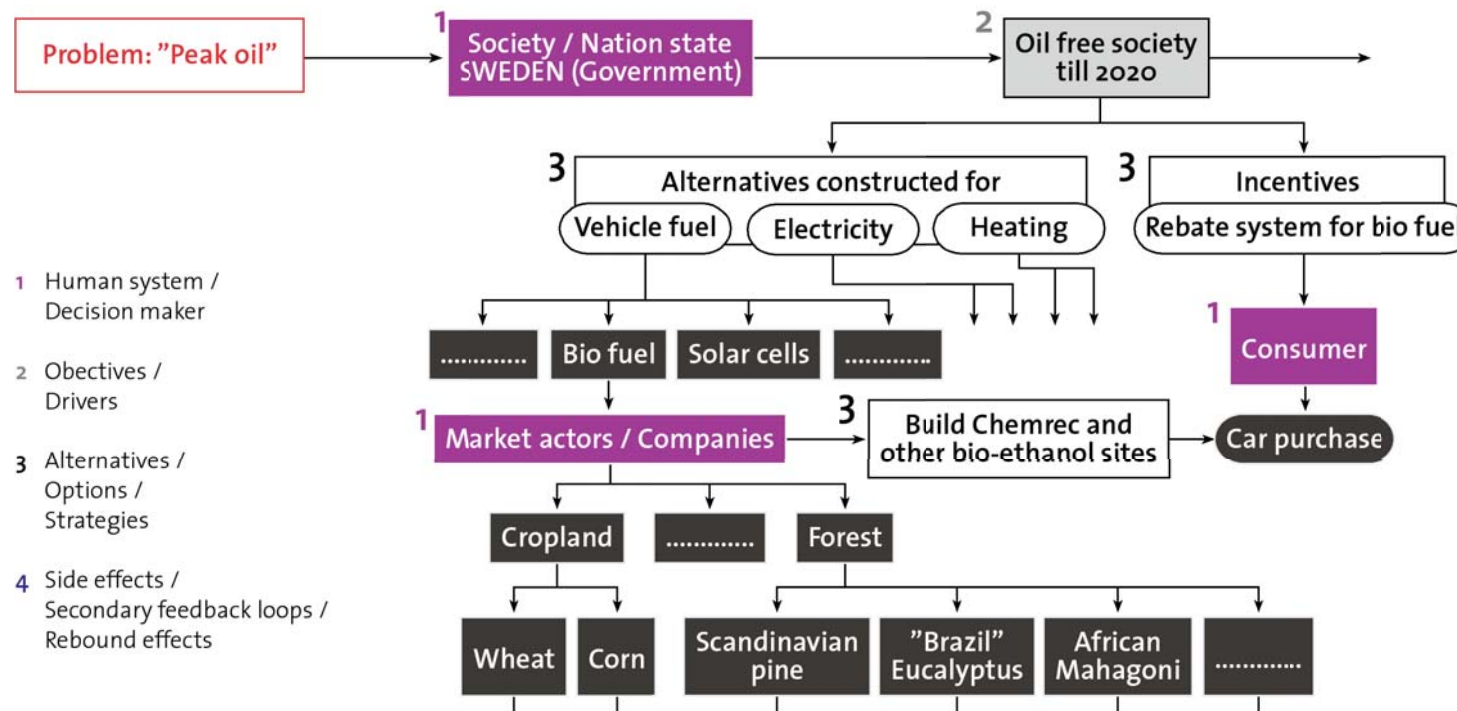 Problem: "Peak oil"
1
Society / Nation state
SWEDEN (Government)
2
Oil free society
till 2020
3
Alternatives constructed for
Vehicle fuel
Electricity
Heating
3
Incentives
Rebate system for bio fuel
1 Human system /
Decision maker
2 Obectives /
Drivers
3 Alternatives /
Options /
Strategies
4 Side effects /
Secondary feedback loops /
Rebound effects
.............
Bio fuel
Solar cells
.............
1
Consumer
1
Market actors / Companies
3
Build Chemrec and
other bio-ethanol sites
Car purchase
Cropland
.............
Forest
Wheat
Corn
Scandinavian
pine
"Brazil"
Eucalyptus
African
Mahagoni
.............